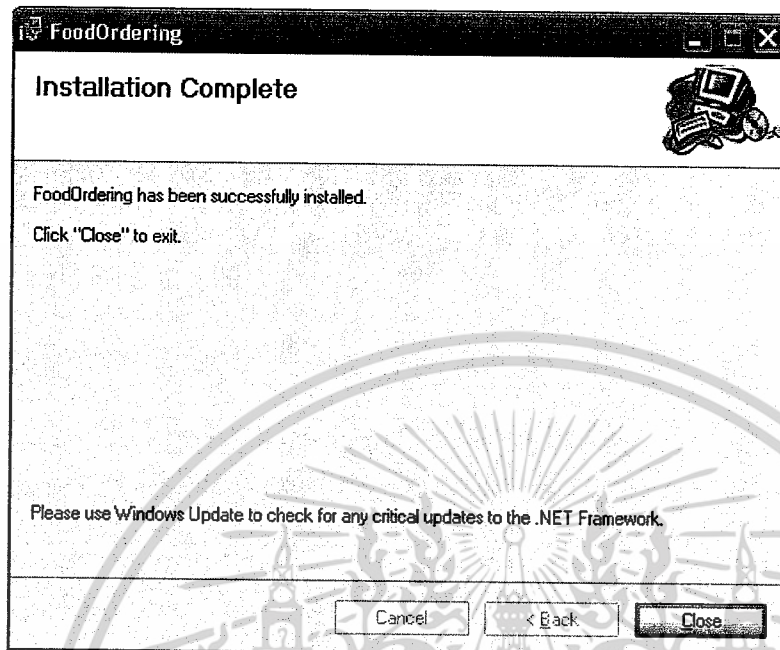 FoodOrdering
Installation Complete
FoodOrdering has been successfully installed.
Click "Close" to exit.
Please use Windows Update to check for any critical updates to the .NET Framework.
Cancel
< Back
Close